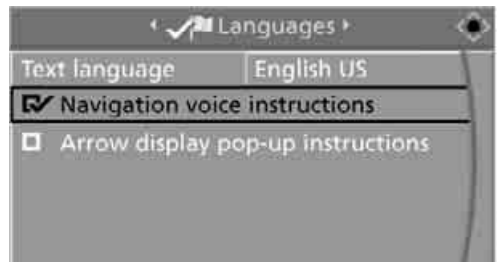 Languages
Text language English US
Navigation voice instructions
Arrow display pop-up instructions